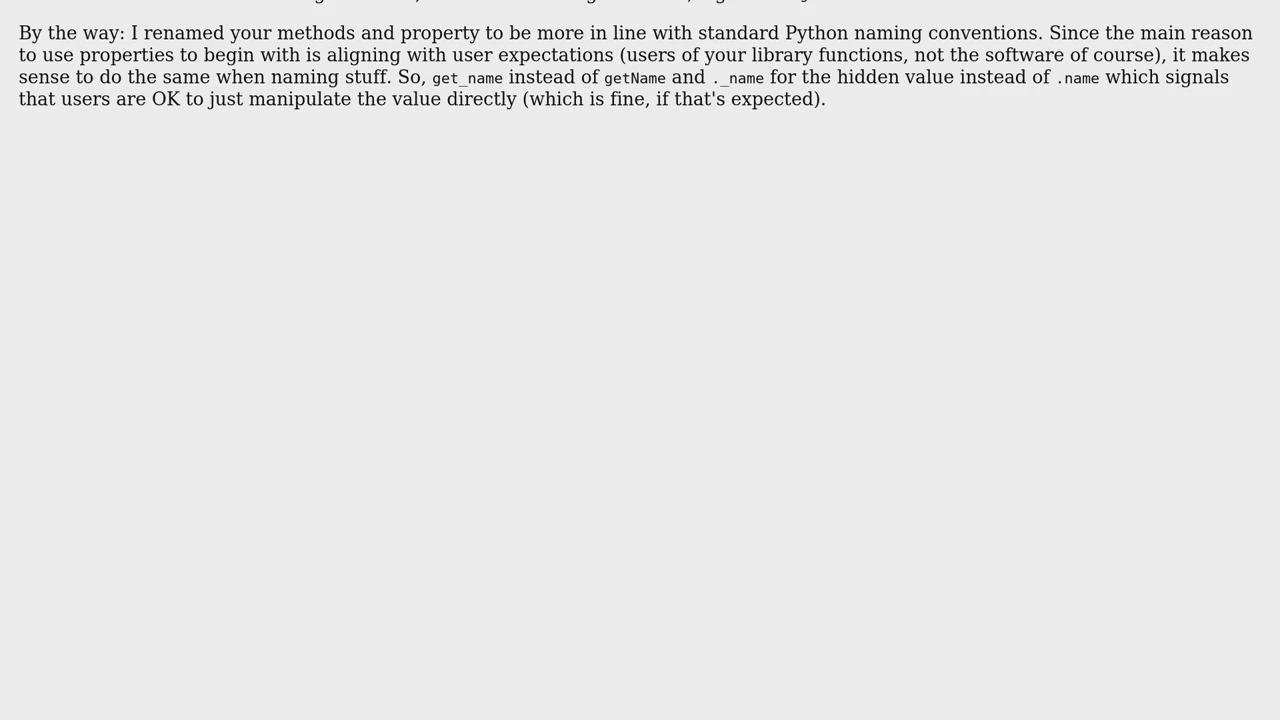 By the way: I renamed your methods and property to be more in line with standard Python naming conventions. Since the main reason
to use properties to begin with is aligning with user expectations (users of your library functions, not the software of course), it makes
sense to do the same when naming stuff. So, get_name instead of getName and ._name for the hidden value instead of .name which signals
that users are OK to just manipulate the value directly (which is fine, if that's expected).